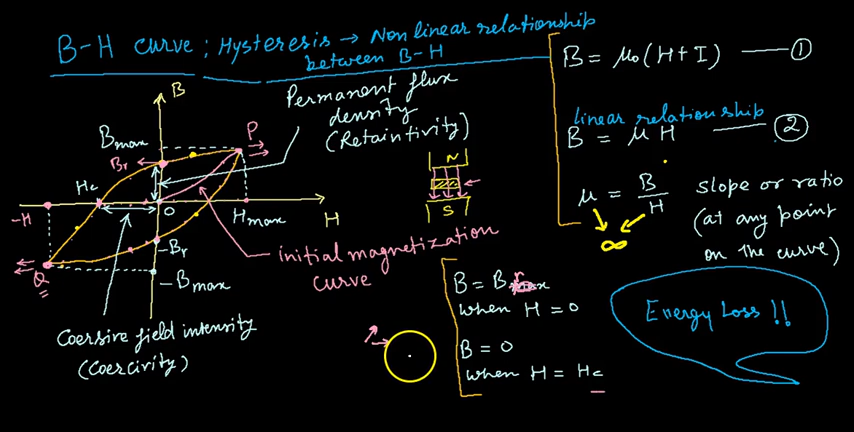 B-H curve ; Hysteresis → Non linear relationship
between B-H
B = μ₀ (H + I) —— ①
linear relationship
B = μ H —— ②
μ = B/H slope or ratio
(at any point
on the curve)
∞
Energy Loss !!
B
Permanent flux
density
(Retaintivity)
Bmax
P
Br
Hc
-H
O
Hmax
H
N
S
-Br
-Bmax
Q
initial magnetization
curve
Coersive field intensity
(Coercivity)
B = Br
when H = 0
B = 0
when H = Hc